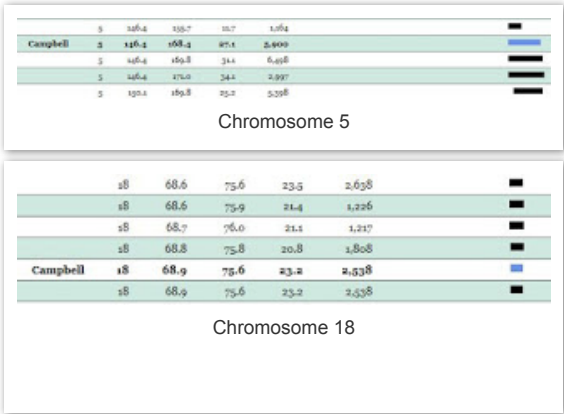 5 146.4 155.7 11.7 1,164
Campbell 5 146.4 168.4 27.1 5,900
5 146.4 169.8 31.1 6,498
5 146.4 171.0 34.1 2,997
5 150.1 169.8 25.2 5,598
Chromosome 5
18 68.6 75.6 23.5 2,638
18 68.6 75.9 21.4 1,226
18 68.7 76.0 21.1 1,217
18 68.8 75.8 20.8 1,808
Campbell 18 68.9 75.6 23.2 2,538
18 68.9 75.6 23.2 2,538
Chromosome 18